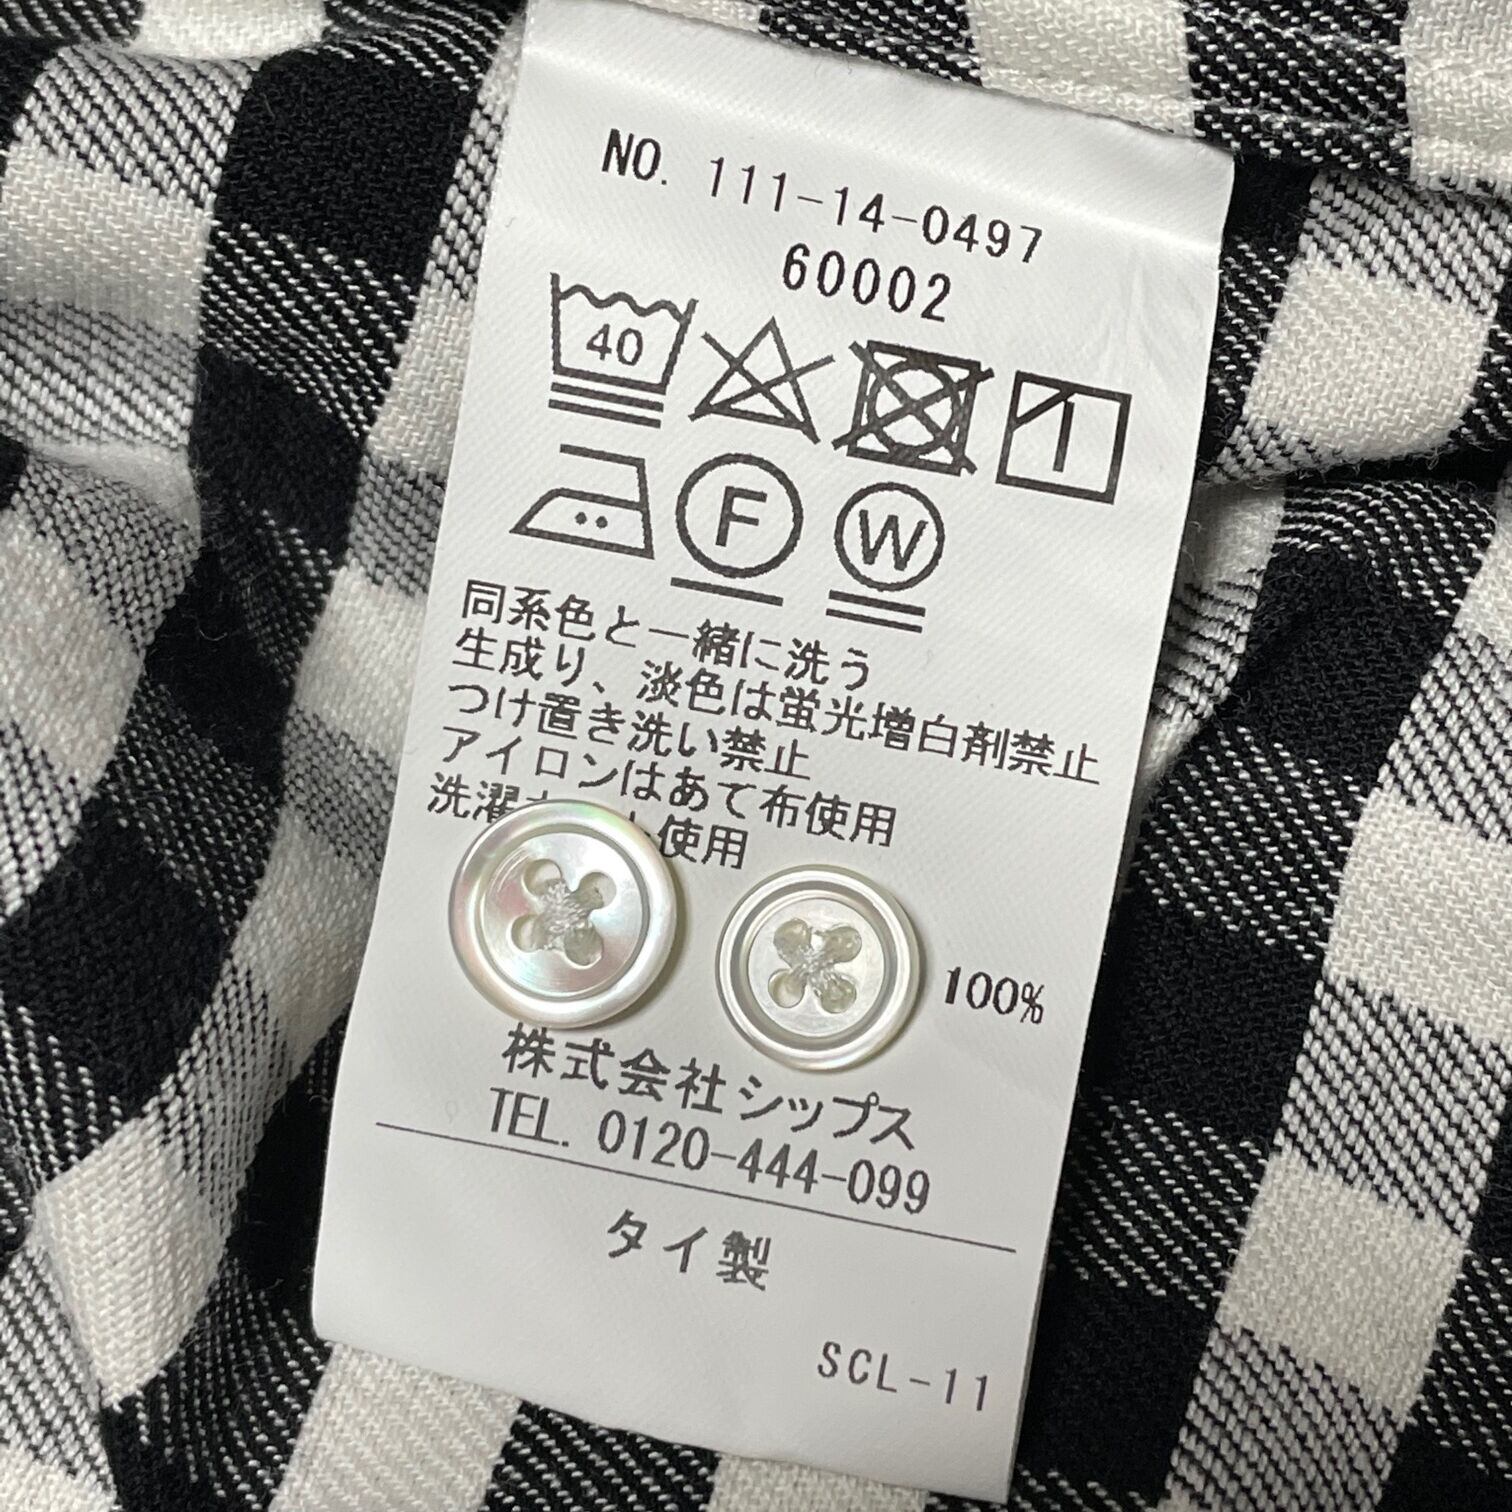 NO. 111-14-0497
60002
40
F W
同系色と一緒に洗う
生成り、淡色は蛍光増白剤禁止
つけ置き洗い禁止
アイロンはあて布使用
洗濯 使用
100%
株式会社シップス
TEL. 0120-444-099
タイ製
SCL-11